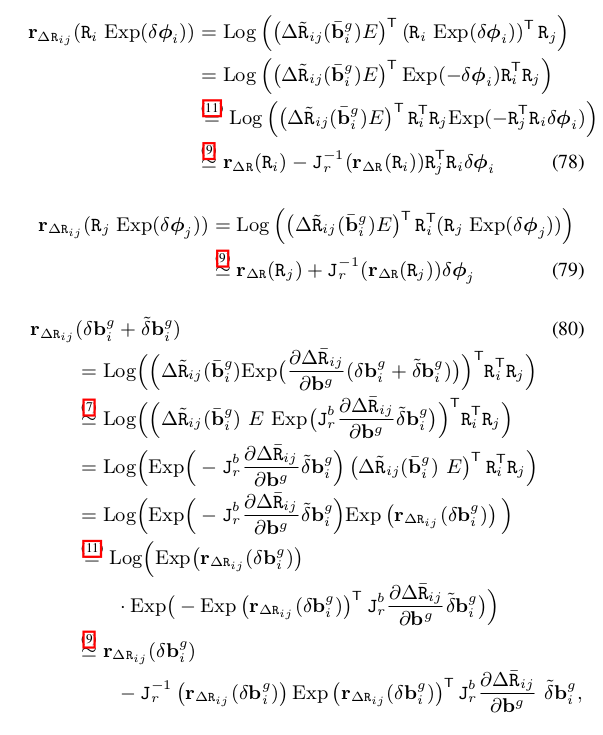 r_{ΔR_{ij}}(R_i Exp(δϕ_i)) = Log((ΔR̃_{ij}(b̄_i^g)E)^T (R_i Exp(δϕ_i))^T R_j)
= Log((ΔR̃_{ij}(b̄_i^g)E)^T Exp(−δϕ_i)R_i^T R_j)
(11)= Log((ΔR̃_{ij}(b̄_i^g)E)^T R_i^T R_j Exp(−R_j^T R_i δϕ_i))
(9)≃ r_{ΔR}(R_i) − J_r^{−1}(r_{ΔR}(R_i))R_j^T R_i δϕ_i (78)
r_{ΔR_{ij}}(R_j Exp(δϕ_j)) = Log((ΔR̃_{ij}(b̄_i^g)E)^T R_i^T(R_j Exp(δϕ_j)))
(9)≃ r_{ΔR}(R_j) + J_r^{−1}(r_{ΔR}(R_j))δϕ_j (79)
r_{ΔR_{ij}}(δb_i^g + δ̃b_i^g) (80)
= Log((ΔR̃_{ij}(b̄_i^g)Exp(∂ΔR̄_{ij}/∂b^g (δb_i^g + δ̃b_i^g)))^T R_i^T R_j)
(7)≃ Log((ΔR̃_{ij}(b̄_i^g) E Exp(J_r^b ∂ΔR̄_{ij}/∂b^g δ̃b_i^g))^T R_i^T R_j)
= Log(Exp(− J_r^b ∂ΔR̄_{ij}/∂b^g δ̃b_i^g) (ΔR̃_{ij}(b̄_i^g) E)^T R_i^T R_j)
= Log(Exp(− J_r^b ∂ΔR̄_{ij}/∂b^g δ̃b_i^g)Exp(r_{ΔR_{ij}}(δb_i^g)))
(11)= Log(Exp(r_{ΔR_{ij}}(δb_i^g))
· Exp(− Exp(r_{ΔR_{ij}}(δb_i^g))^T J_r^b ∂ΔR̄_{ij}/∂b^g δ̃b_i^g))
(9)≃ r_{ΔR_{ij}}(δb_i^g)
− J_r^{−1}(r_{ΔR_{ij}}(δb_i^g)) Exp(r_{ΔR_{ij}}(δb_i^g))^T J_r^b ∂ΔR̄_{ij}/∂b^g δ̃b_i^g,